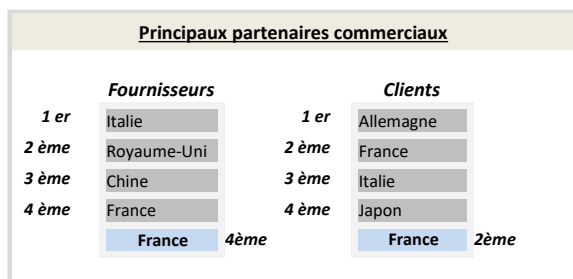 Principaux partenaires commerciaux
Fournisseurs Clients
1 er Italie 1 er Allemagne
2 ème Royaume-Uni 2 ème France
3 ème Chine 3 ème Italie
4 ème France 4 ème Japon
France 4ème France 2ème